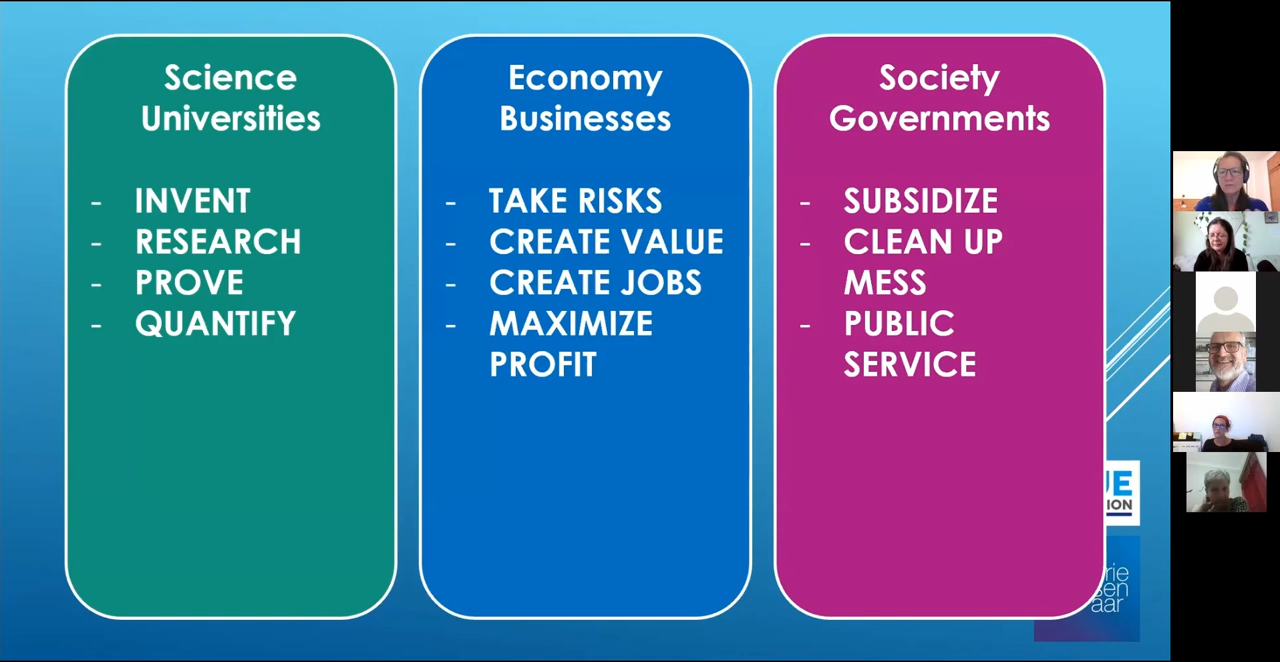 Science
Universities
- INVENT
- RESEARCH
- PROVE
- QUANTIFY
Economy
Businesses
- TAKE RISKS
- CREATE VALUE
- CREATE JOBS
- MAXIMIZE
PROFIT
Society
Governments
- SUBSIDIZE
- CLEAN UP
MESS
- PUBLIC
SERVICE